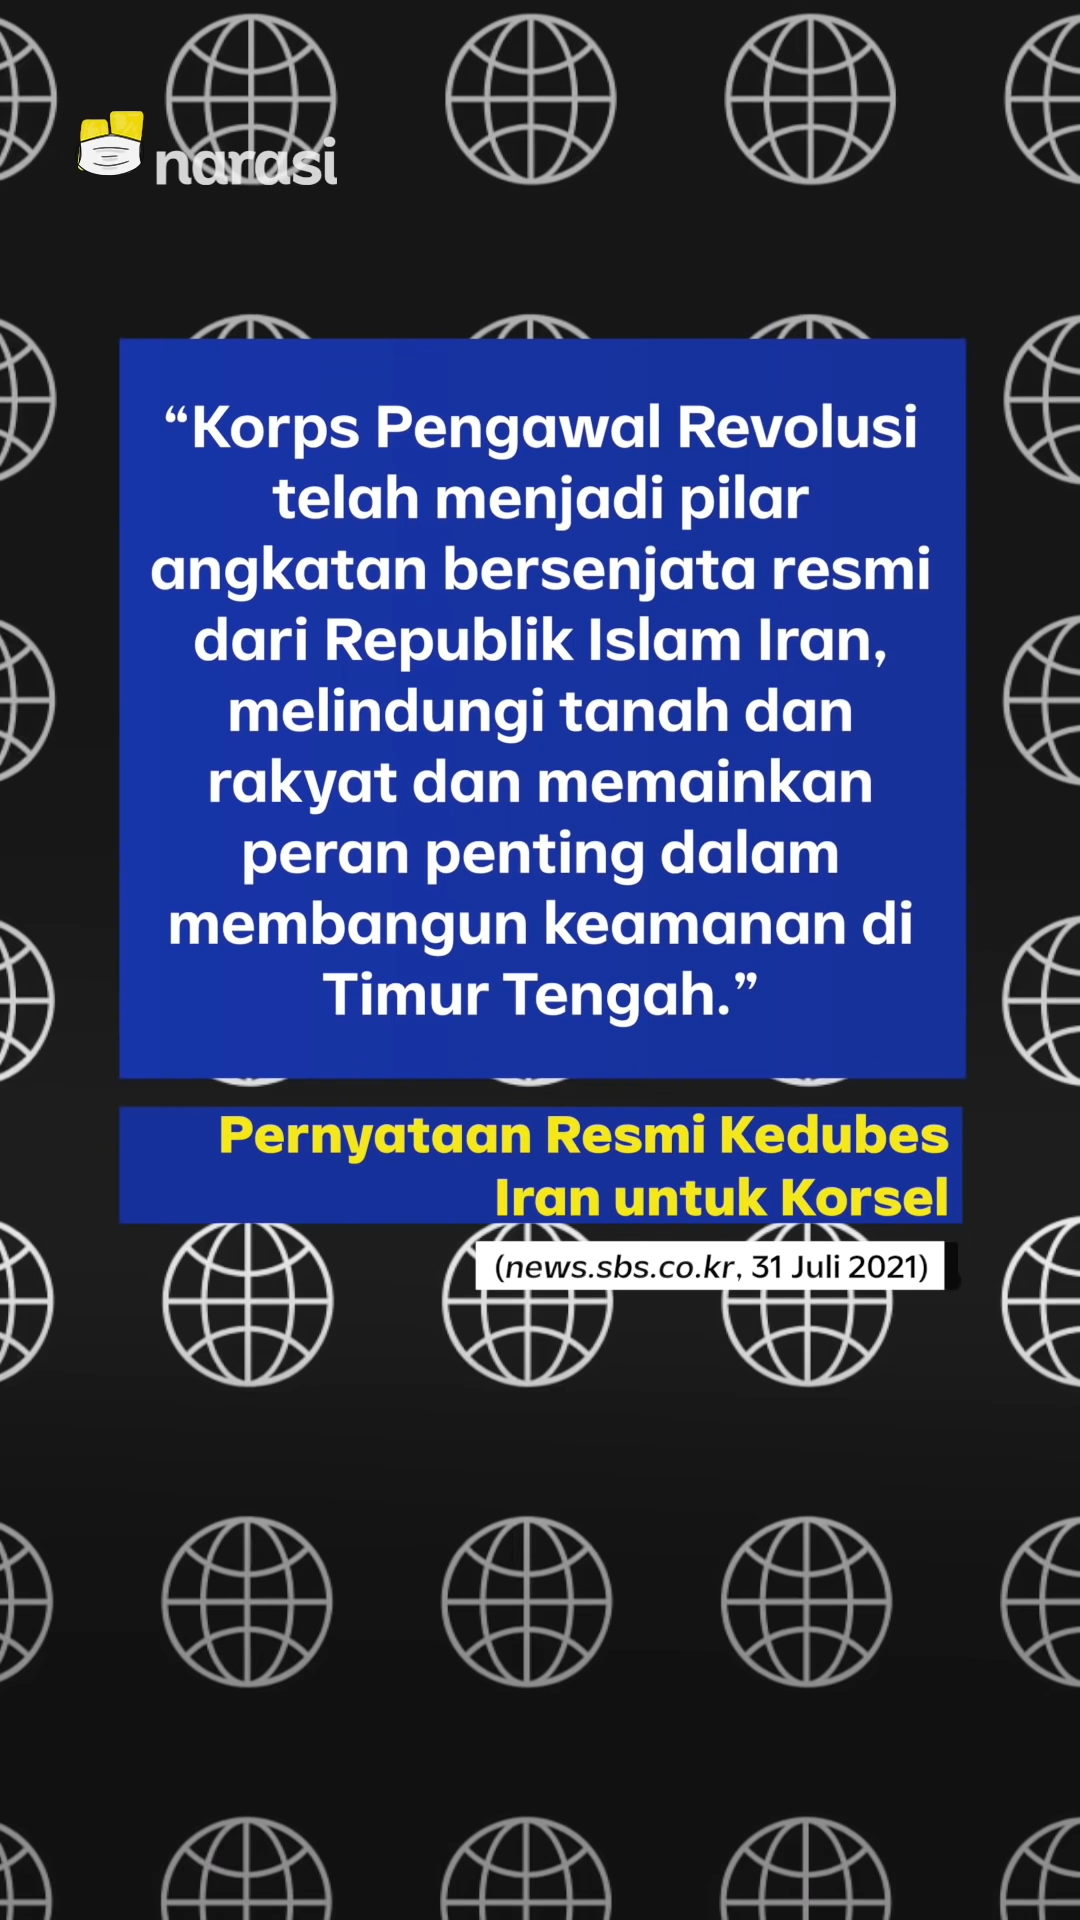 narasi
“Korps Pengawal Revolusi
telah menjadi pilar
angkatan bersenjata resmi
dari Republik Islam Iran,
melindungi tanah dan
rakyat dan memainkan
peran penting dalam
membangun keamanan di
Timur Tengah.”
Pernyataan Resmi Kedubes
Iran untuk Korsel
(news.sbs.co.kr, 31 Juli 2021)